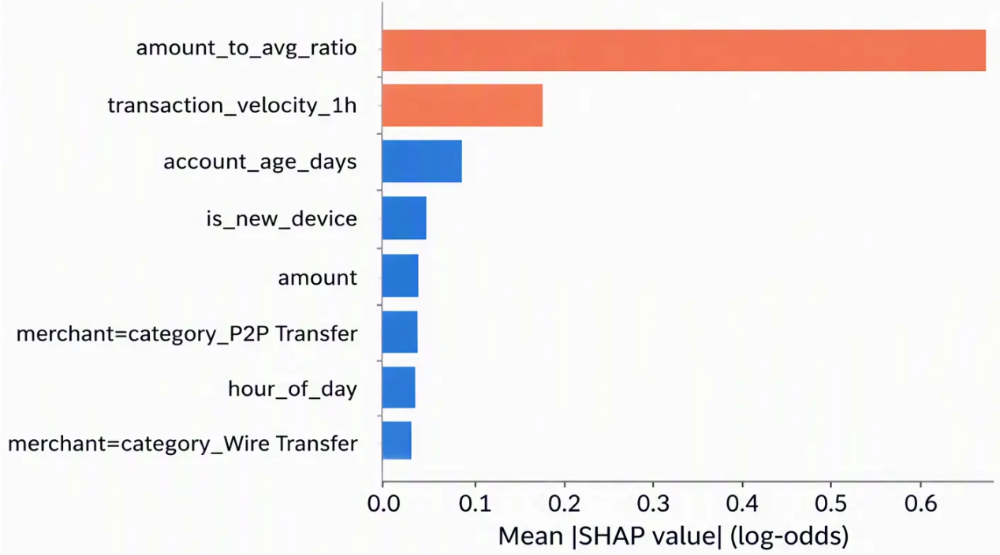 amount_to_avg_ratio
transaction_velocity_1h
account_age_days
is_new_device
amount
merchant=category_P2P Transfer
hour_of_day
merchant=category_Wire Transfer
0.0 0.1 0.2 0.3 0.4 0.5 0.6
Mean |SHAP value| (log-odds)